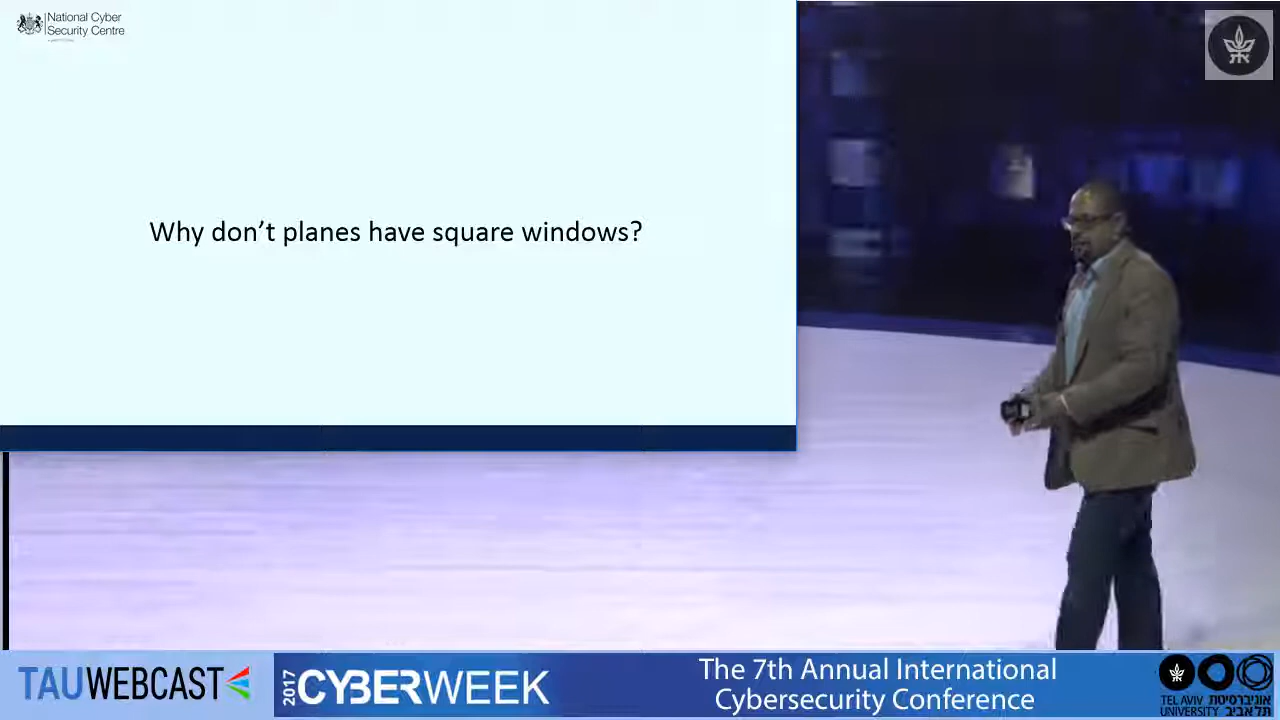 National Cyber
Security Centre
Why don't planes have square windows?
TAUWEBCAST
2017
CYBERWEEK
The 7th Annual International
Cybersecurity Conference
TEL AVIV אוניברסיטת
UNIVERSITY תל אביב